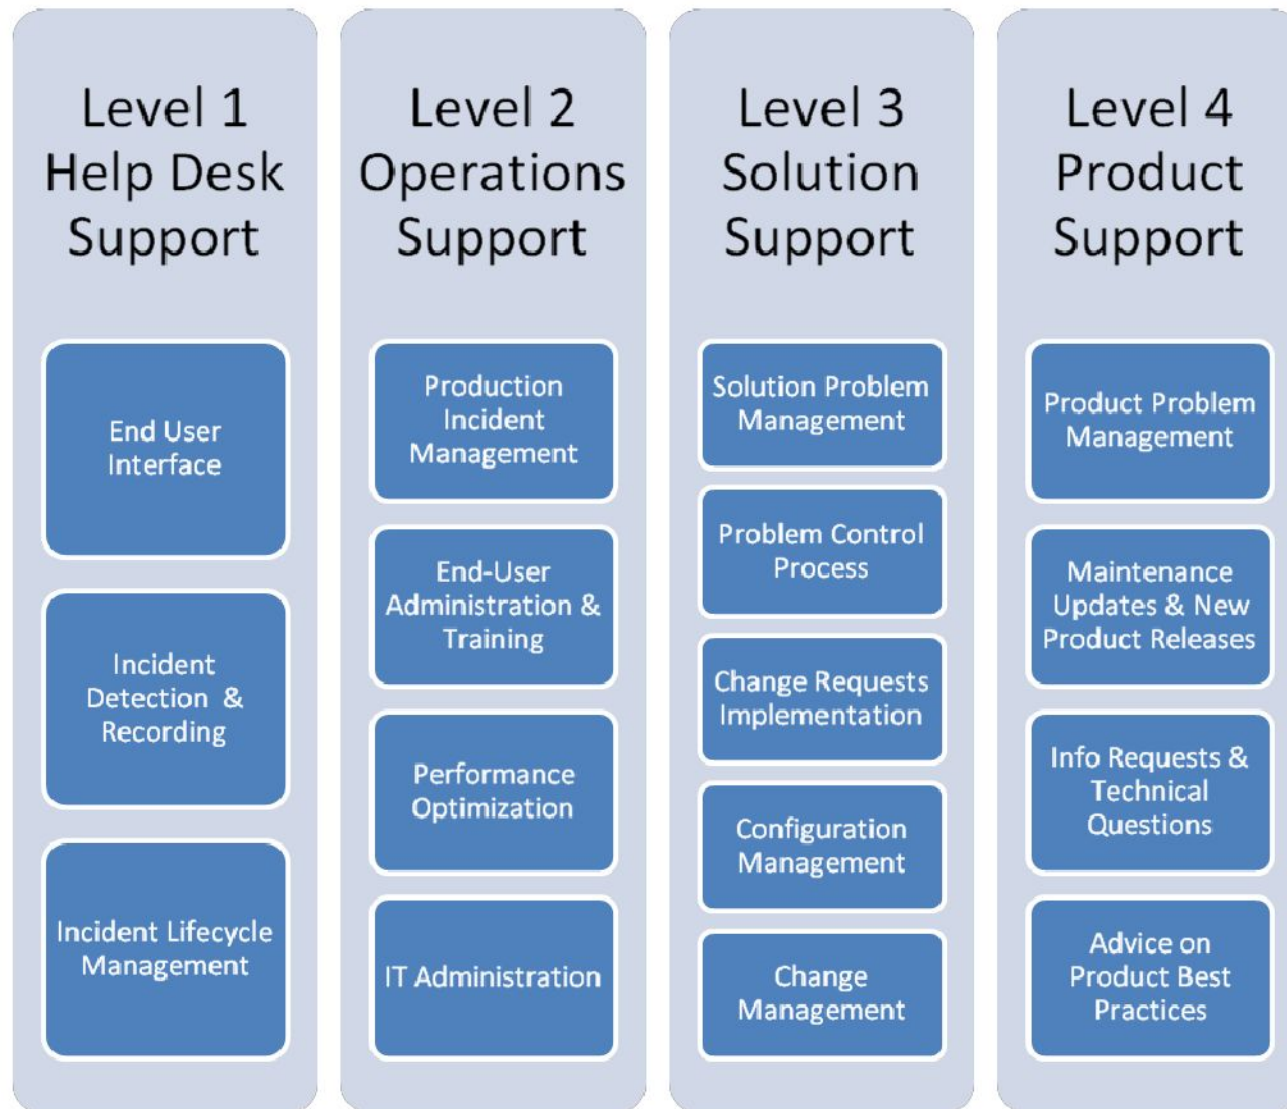 Level 1
Help Desk
Support
End User
Interface
Incident
Detection &
Recording
Incident Lifecycle
Management
Level 2
Operations
Support
Production
Incident
Management
End-User
Administration &
Training
Performance
Optimization
IT Administration
Level 3
Solution
Support
Solution Problem
Management
Problem Control
Process
Change Requests
Implementation
Configuration
Management
Change
Management
Level 4
Product
Support
Product Problem
Management
Maintenance
Updates & New
Product Releases
Info Requests &
Technical
Questions
Advice on
Product Best
Practices